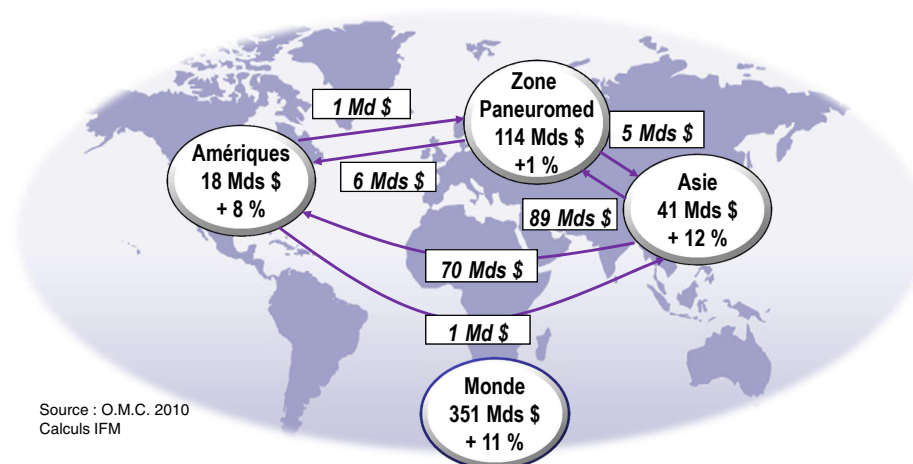 1 Md $
Zone
Paneuromed
114 Mds $
+1 %
5 Mds $
Amériques
18 Mds $
+ 8 %
6 Mds $
Asie
41 Mds $
+ 12 %
89 Mds $
70 Mds $
1 Md $
Monde
351 Mds $
+ 11 %
Source : O.M.C. 2010
Calculs IFM